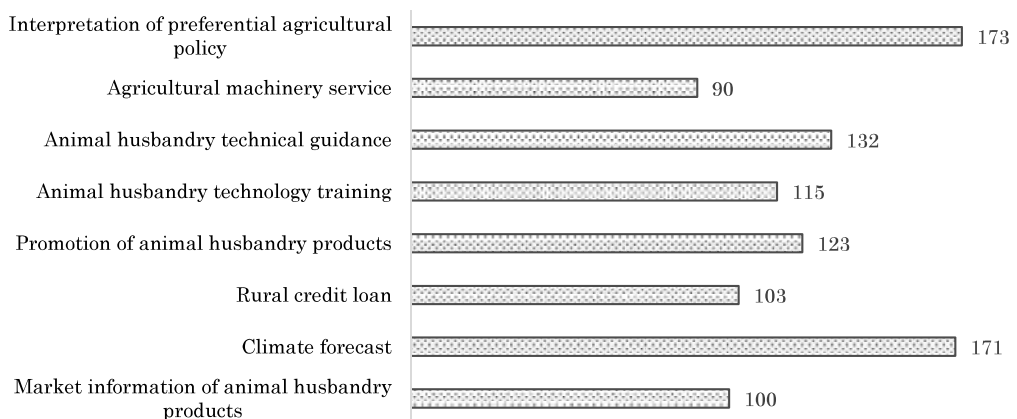 Interpretation of preferential agricultural
policy
173
Agricultural machinery service
90
Animal husbandry technical guidance
132
Animal husbandry technology training
115
Promotion of animal husbandry products
123
Rural credit loan
103
Climate forecast
171
Market information of animal husbandry
products
100